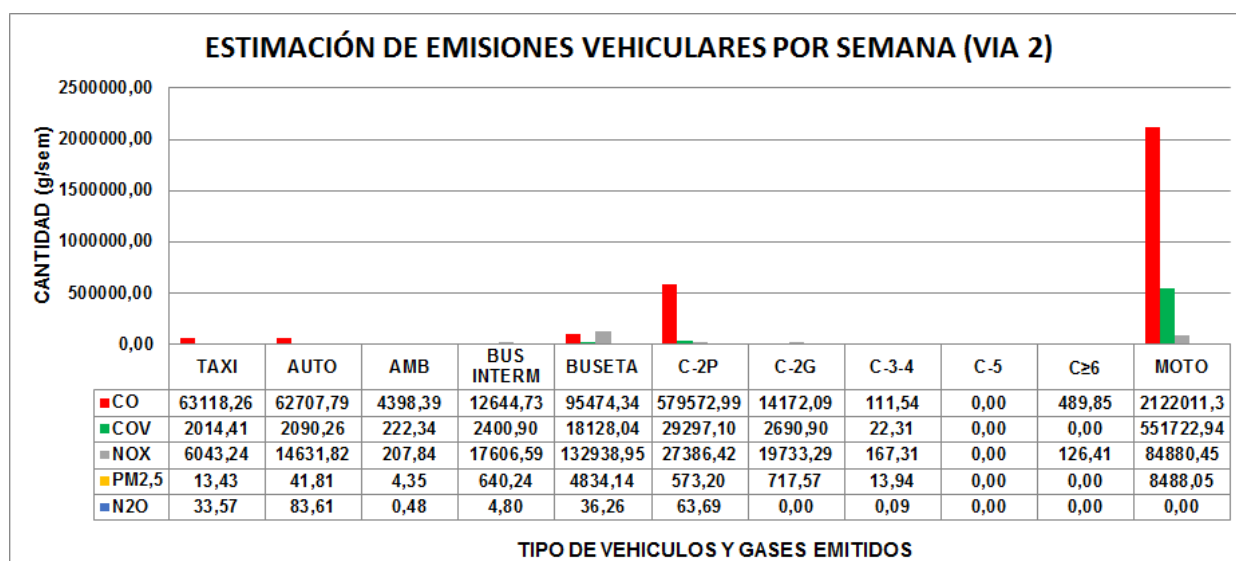 ESTIMACIÓN DE EMISIONES VEHICULARES POR SEMANA (VIA 2)
CANTIDAD (g/sem)
2500000,00
2000000,00
1500000,00
1000000,00
500000,00
0,00
TAXI AUTO AMB BUS INTERM BUSETA C-2P C-2G C-3-4 C-5 C≥6 MOTO
CO 63118,26 62707,79 4398,39 12644,73 95474,34 579572,99 14172,09 111,54 0,00 489,85 2122011,3
COV 2014,41 2090,26 222,34 2400,90 18128,04 29297,10 2690,90 22,31 0,00 0,00 551722,94
NOX 6043,24 14631,82 207,84 17606,59 132938,95 27386,42 19733,29 167,31 0,00 126,41 84880,45
PM2,5 13,43 41,81 4,35 640,24 4834,14 573,20 717,57 13,94 0,00 0,00 8488,05
N2O 33,57 83,61 0,48 4,80 36,26 63,69 0,00 0,09 0,00 0,00 0,00
TIPO DE VEHICULOS Y GASES EMITIDOS